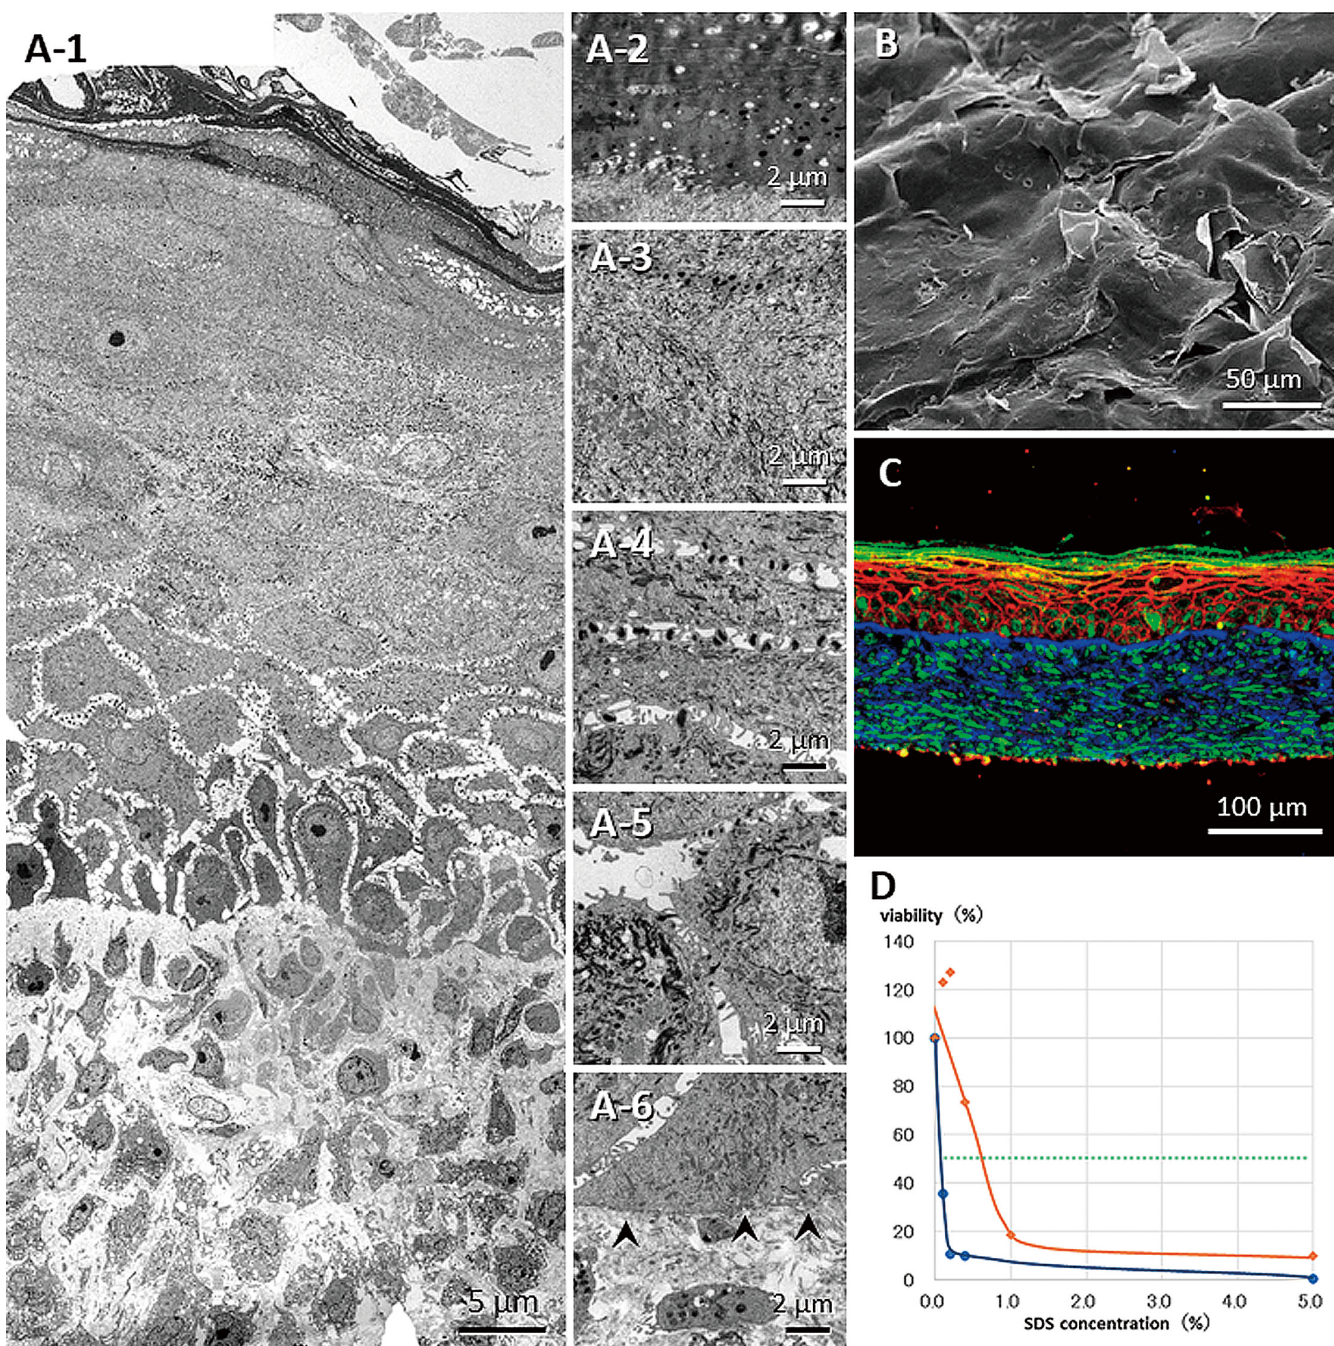 A-1
5 μm
A-2
2 μm
A-3
2 μm
A-4
2 μm
A-5
2 μm
A-6
2 μm
B
50 μm
C
100 μm
D
viability (%)
140
120
100
80
60
40
20
0
0.0 1.0 2.0 3.0 4.0 5.0
SDS concentration (%)